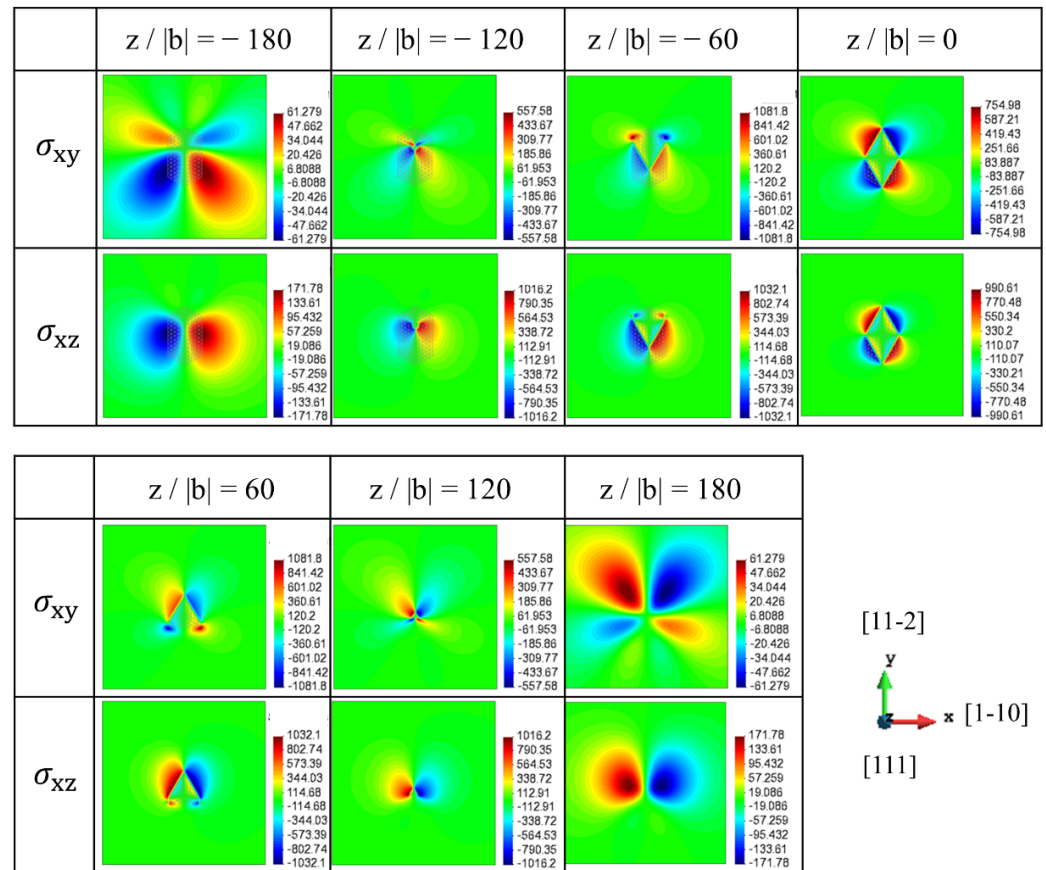 z / |b| = − 180 z / |b| = − 120 z / |b| = − 60 z / |b| = 0
σxy
61.279 557.58 1081.8 754.98
47.662 433.67 841.42 587.21
34.044 309.77 601.02 419.43
20.426 185.86 360.61 251.66
6.8088 61.953 120.2 83.887
-6.8088 -61.953 -120.2 -83.887
-20.426 -185.86 -360.61 -251.66
-34.044 -309.77 -601.02 -419.43
-47.662 -433.67 -841.42 -587.21
-61.279 -557.58 -1081.8 -754.98
σxz
171.78 1016.2 1032.1 990.61
133.61 790.35 802.74 770.48
95.432 564.53 573.39 550.34
57.259 338.72 344.03 330.2
19.086 112.91 114.68 110.07
-19.086 -112.91 -114.68 -110.07
-57.259 -338.72 -344.03 -330.21
-95.432 -564.53 -573.39 -550.34
-133.61 -790.35 -802.74 -770.48
-171.78 -1016.2 -1032.1 -990.61
z / |b| = 60 z / |b| = 120 z / |b| = 180
σxy
1081.8 557.58 61.279
841.42 433.67 47.662
601.02 309.77 34.044
360.61 185.86 20.426
120.2 61.953 6.8088
-120.2 -61.953 -6.8088
-360.61 -185.86 -20.426
-601.02 -309.77 -34.044
-841.42 -433.67 -47.662
-1081.8 -557.58 -61.279
σxz
1032.1 1016.2 171.78
802.74 790.35 133.61
573.39 564.53 95.432
344.03 338.72 57.259
114.68 112.91 19.086
-114.68 -112.91 -19.086
-344.03 -338.72 -57.259
-573.39 -564.53 -95.432
-802.74 -790.35 -133.61
-1032.1 -1016.2 -171.78
[11-2]
y
z x [1-10]
[111]